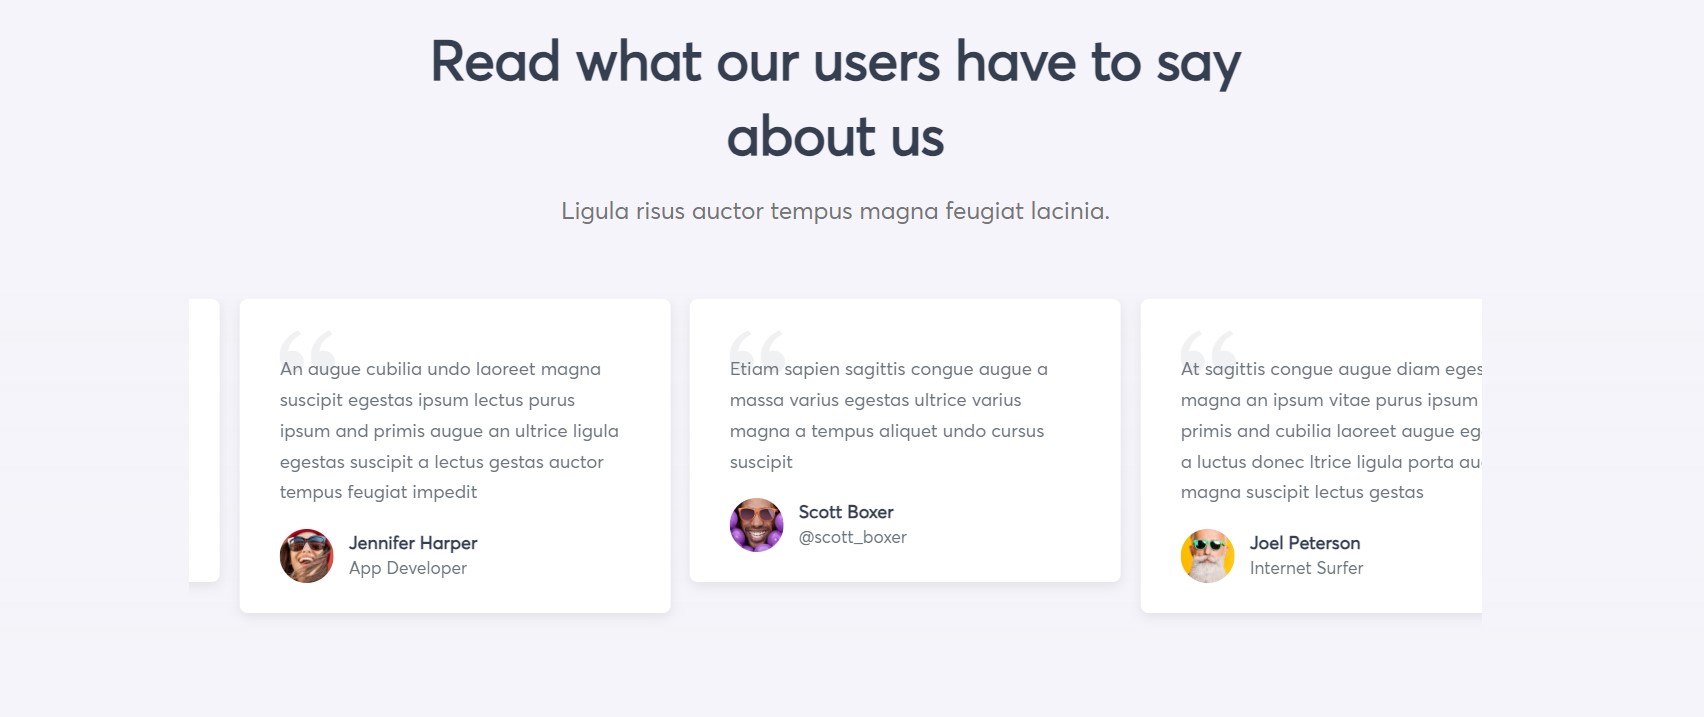 Read what our users have to say
about us
Ligula risus auctor tempus magna feugiat lacinia.
An augue cubilia undo laoreet magna
suscipit egestas ipsum lectus purus
ipsum and primis augue an ultrice ligula
egestas suscipit a lectus gestas auctor
tempus feugiat impedit
Jennifer Harper
App Developer
Etiam sapien sagittis congue augue a
massa varius egestas ultrice varius
magna a tempus aliquet undo cursus
suscipit
Scott Boxer
@scott_boxer
At sagittis congue augue diam eges
magna an ipsum vitae purus ipsum
primis and cubilia laoreet augue eg
a luctus donec ltrice ligula porta au
magna suscipit lectus gestas
Joel Peterson
Internet Surfer